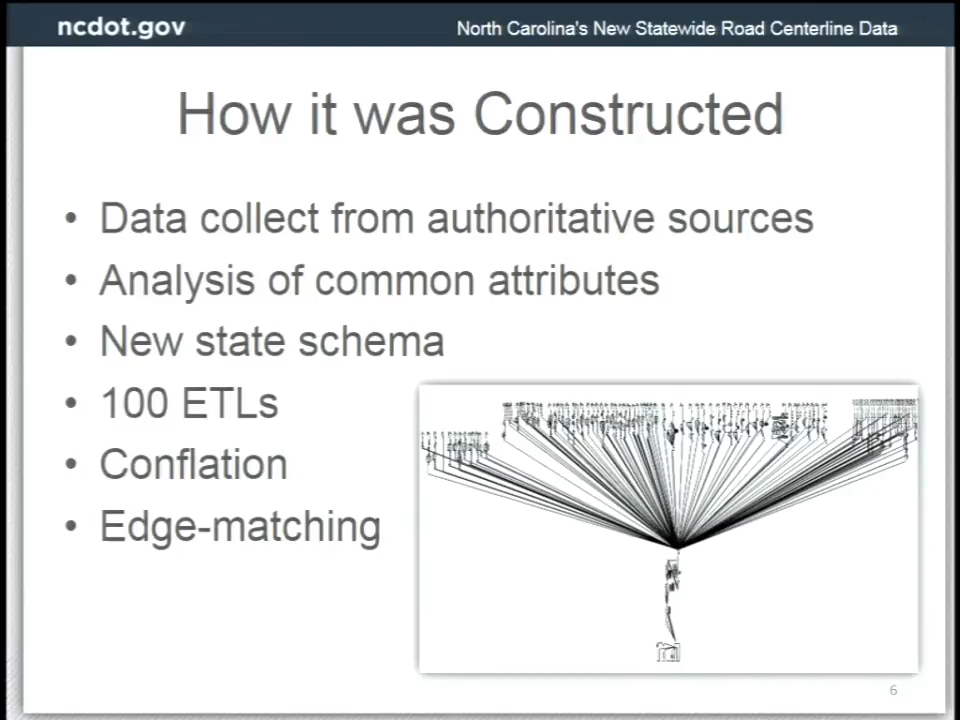 ncdot.gov
North Carolina's New Statewide Road Centerline Data
How it was Constructed
• Data collect from authoritative sources
• Analysis of common attributes
• New state schema
• 100 ETLs
• Conflation
• Edge-matching
6